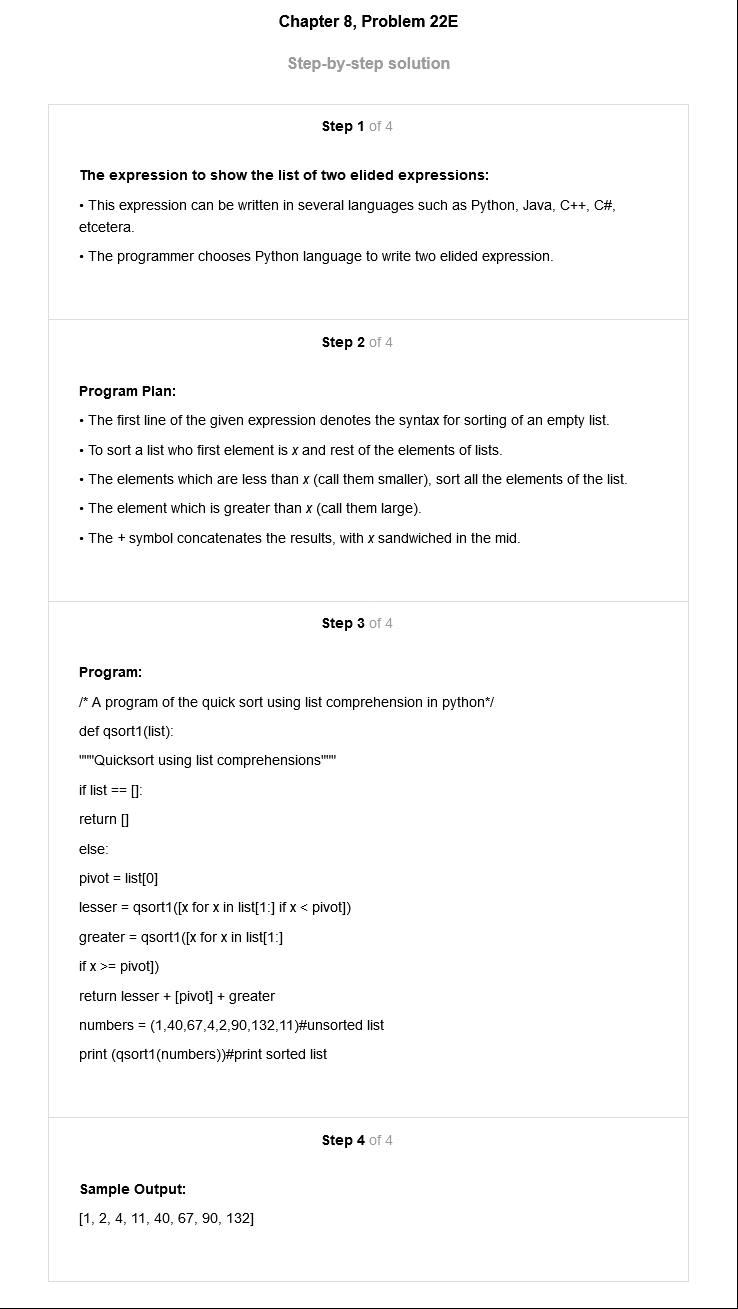 Chapter 8, Problem 22E
Step-by-step solution
Step 1 of 4
The expression to show the list of two elided expressions:
• This expression can be written in several languages such as Python, Java, C++, C#,
etcetera.
• The programmer chooses Python language to write two elided expression.
Step 2 of 4
Program Plan:
• The first line of the given expression denotes the syntax for sorting of an empty list.
• To sort a list who first element is x and rest of the elements of lists.
• The elements which are less than x (call them smaller), sort all the elements of the list.
• The element which is greater than x (call them large).
• The + symbol concatenates the results, with x sandwiched in the mid.
Step 3 of 4
Program:
/* A program of the quick sort using list comprehension in python*/
def qsort1(list):
"""Quicksort using list comprehensions"""
if list == []:
return []
else:
pivot = list[0]
lesser = qsort1([x for x in list[1:] if x < pivot])
greater = qsort1([x for x in list[1:]
if x >= pivot])
return lesser + [pivot] + greater
numbers = (1,40,67,4,2,90,132,11)#unsorted list
print (qsort1(numbers))#print sorted list
Step 4 of 4
Sample Output:
[1, 2, 4, 11, 40, 67, 90, 132]